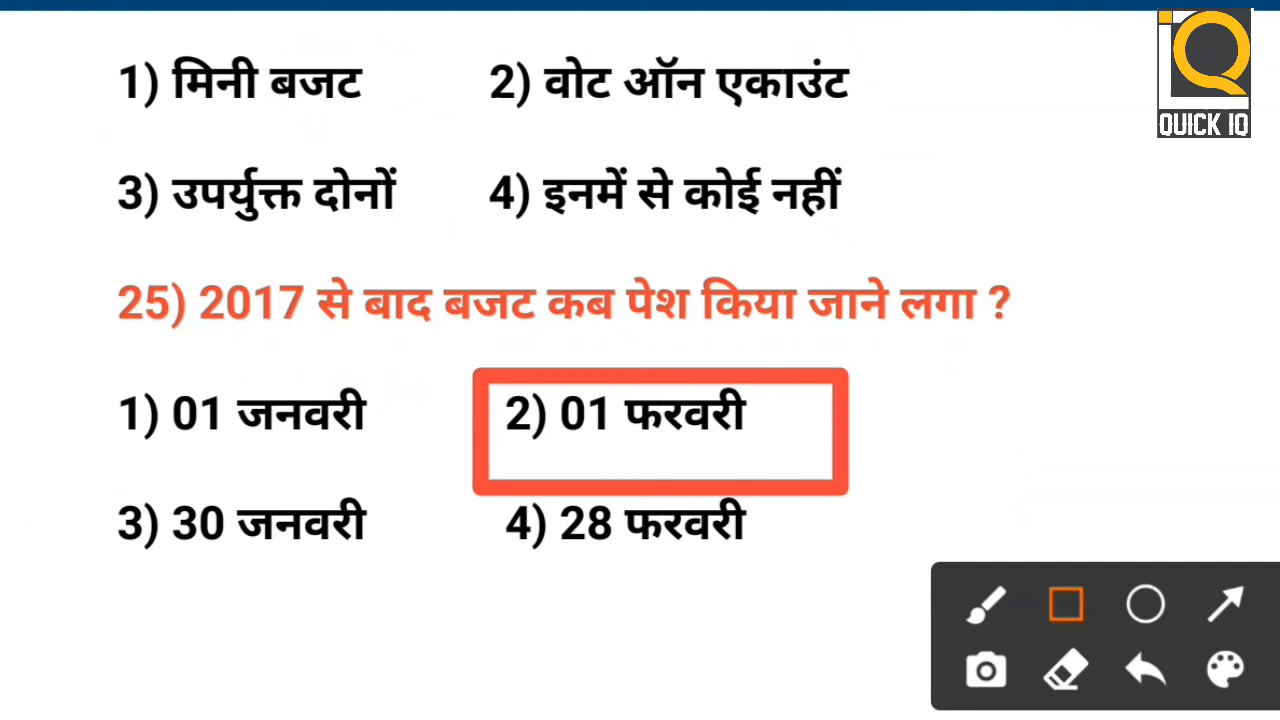 1) मिनी बजट 2) वोट ऑन एकाउंट
QUICK IQ
3) उपर्युक्त दोनों 4) इनमें से कोई नहीं
25) 2017 से बाद बजट कब पेश किया जाने लगा ?
1) 01 जनवरी 2) 01 फरवरी
3) 30 जनवरी 4) 28 फरवरी